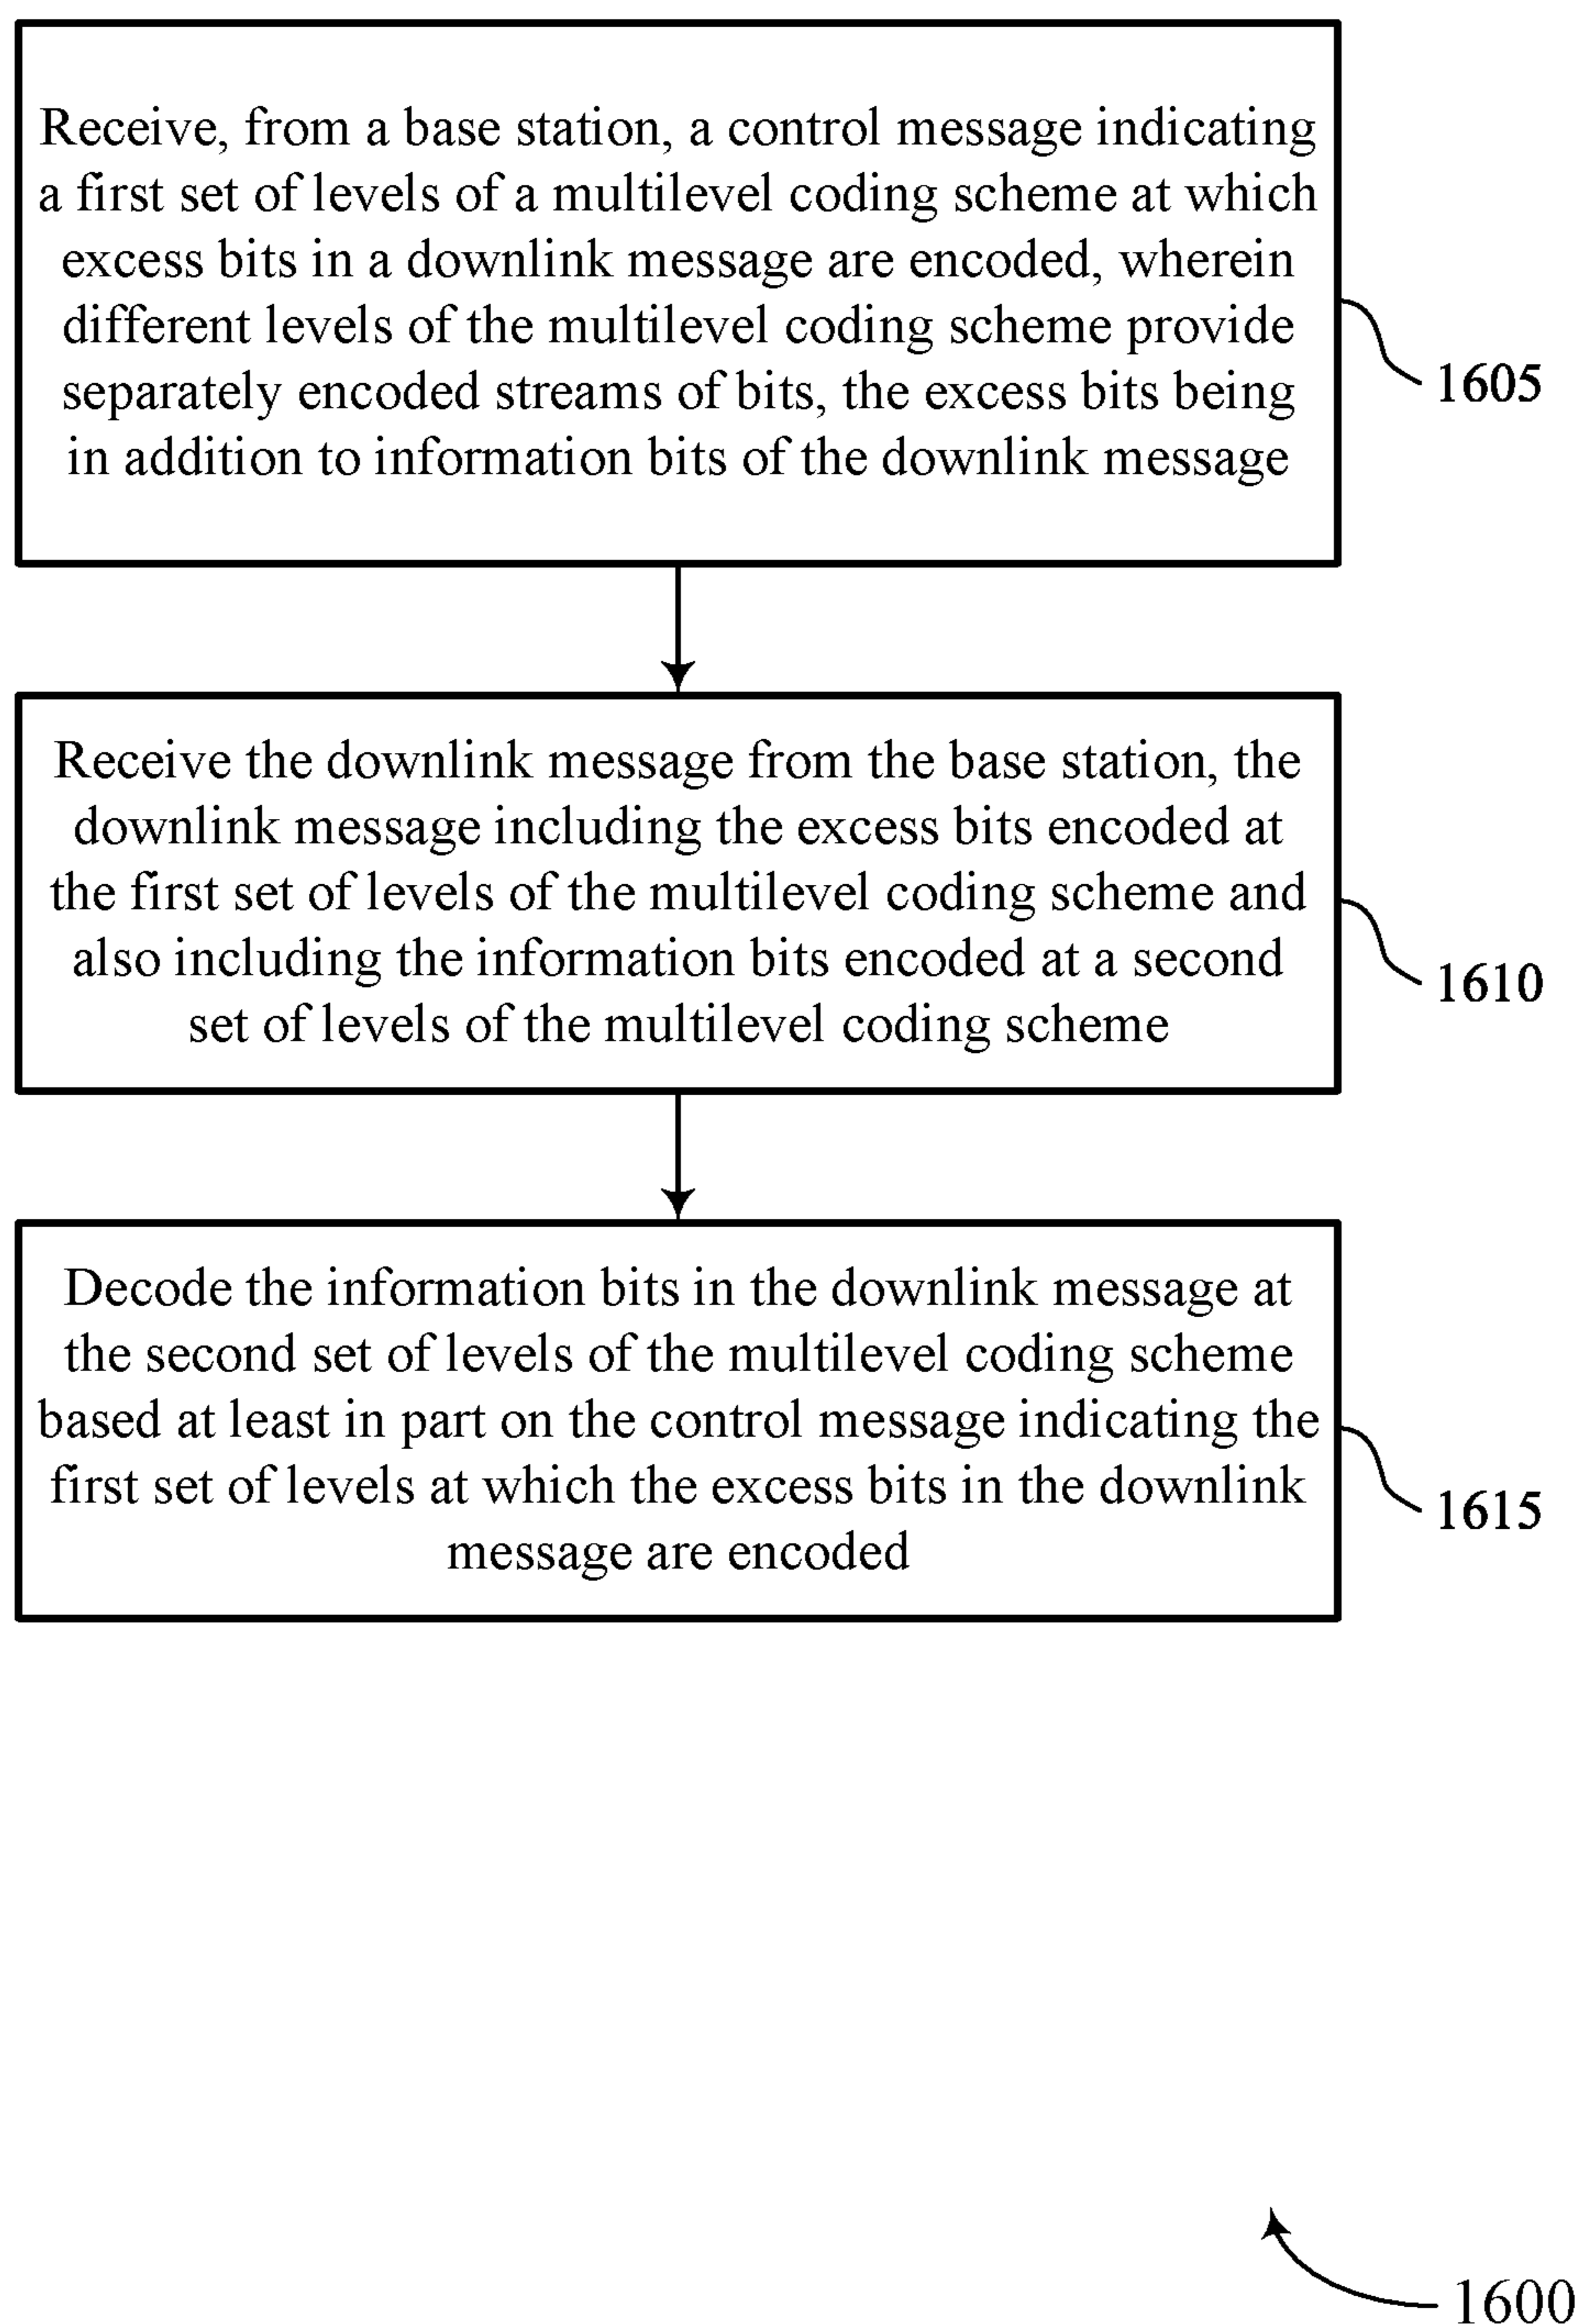 Receive, from a base station, a control message indicating
a first set of levels of a multilevel coding scheme at which
excess bits in a downlink message are encoded, wherein
different levels of the multilevel coding scheme provide
separately encoded streams of bits, the excess bits being
in addition to information bits of the downlink message
1605
Receive the downlink message from the base station, the
downlink message including the excess bits encoded at
the first set of levels of the multilevel coding scheme and
also including the information bits encoded at a second
set of levels of the multilevel coding scheme
1610
Decode the information bits in the downlink message at
the second set of levels of the multilevel coding scheme
based at least in part on the control message indicating the
first set of levels at which the excess bits in the downlink
message are encoded
1615
1600